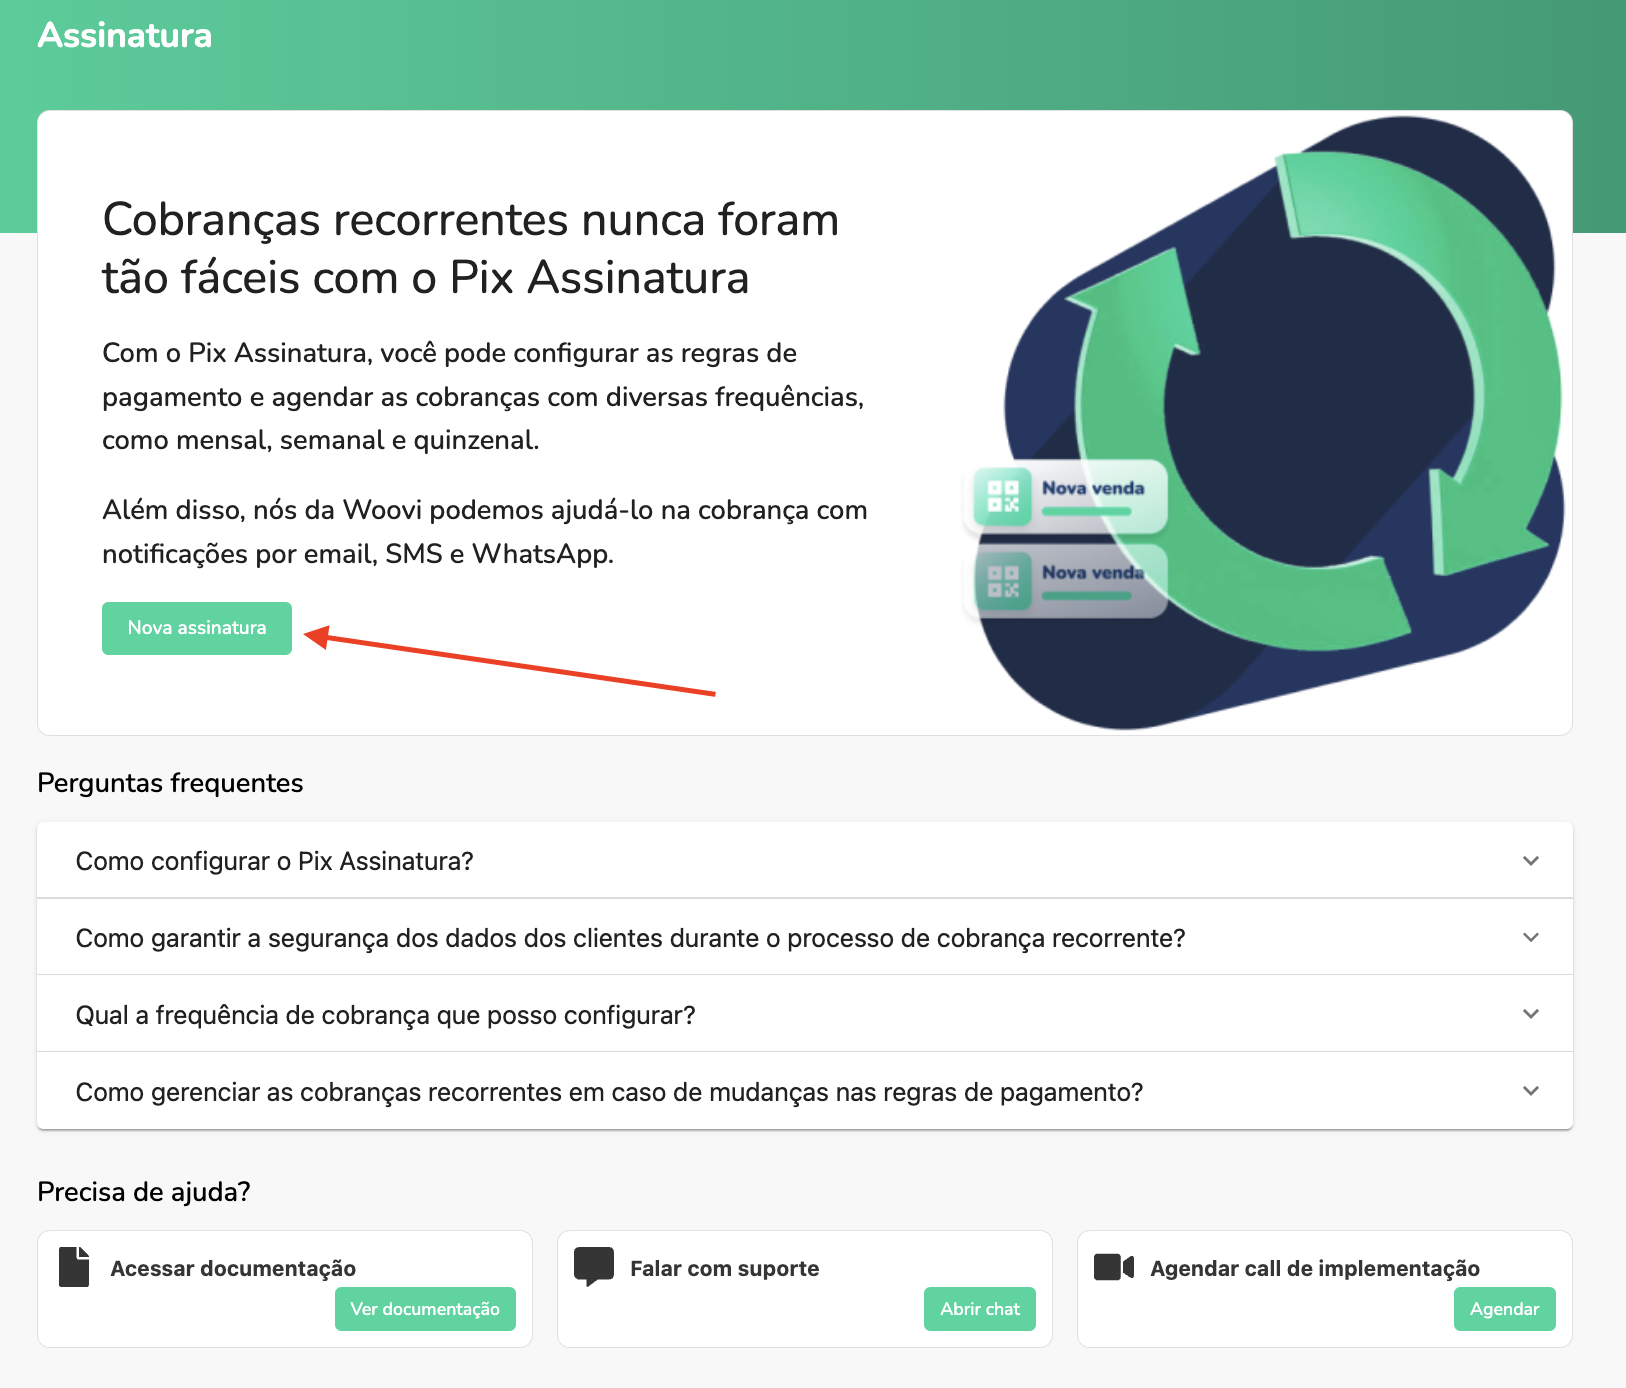 Assinatura
Cobranças recorrentes nunca foram
tão fáceis com o Pix Assinatura
Com o Pix Assinatura, você pode configurar as regras de
pagamento e agendar as cobranças com diversas frequências,
como mensal, semanal e quinzenal.
Além disso, nós da Woovi podemos ajudá-lo na cobrança com
notificações por email, SMS e WhatsApp.
Nova assinatura
Nova venda
Nova venda
Perguntas frequentes
Como configurar o Pix Assinatura?
Como garantir a segurança dos dados dos clientes durante o processo de cobrança recorrente?
Qual a frequência de cobrança que posso configurar?
Como gerenciar as cobranças recorrentes em caso de mudanças nas regras de pagamento?
Precisa de ajuda?
Acessar documentação
Ver documentação
Falar com suporte
Abrir chat
Agendar call de implementação
Agendar